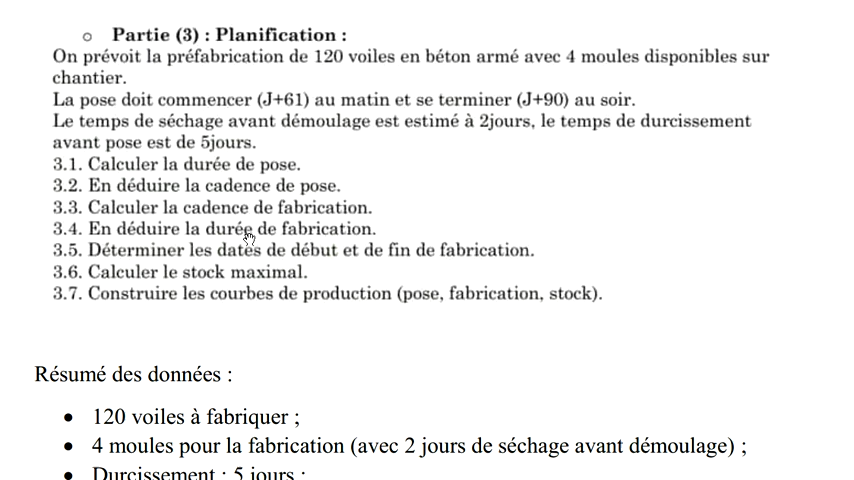 o Partie (3) : Planification :
On prévoit la préfabrication de 120 voiles en béton armé avec 4 moules disponibles sur
chantier.
La pose doit commencer (J+61) au matin et se terminer (J+90) au soir.
Le temps de séchage avant démoulage est estimé à 2jours, le temps de durcissement
avant pose est de 5jours.
3.1. Calculer la durée de pose.
3.2. En déduire la cadence de pose.
3.3. Calculer la cadence de fabrication.
3.4. En déduire la durée de fabrication.
3.5. Déterminer les dates de début et de fin de fabrication.
3.6. Calculer le stock maximal.
3.7. Construire les courbes de production (pose, fabrication, stock).
Résumé des données :
• 120 voiles à fabriquer ;
• 4 moules pour la fabrication (avec 2 jours de séchage avant démoulage) ;
• Durcissement : 5 jours ;